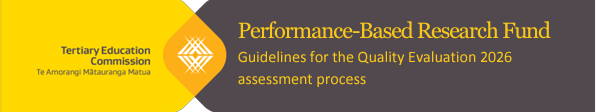 Tertiary Education
Commission
Te Amorangi Mātauranga Matua
Performance-Based Research Fund
Guidelines for the Quality Evaluation 2026
assessment process